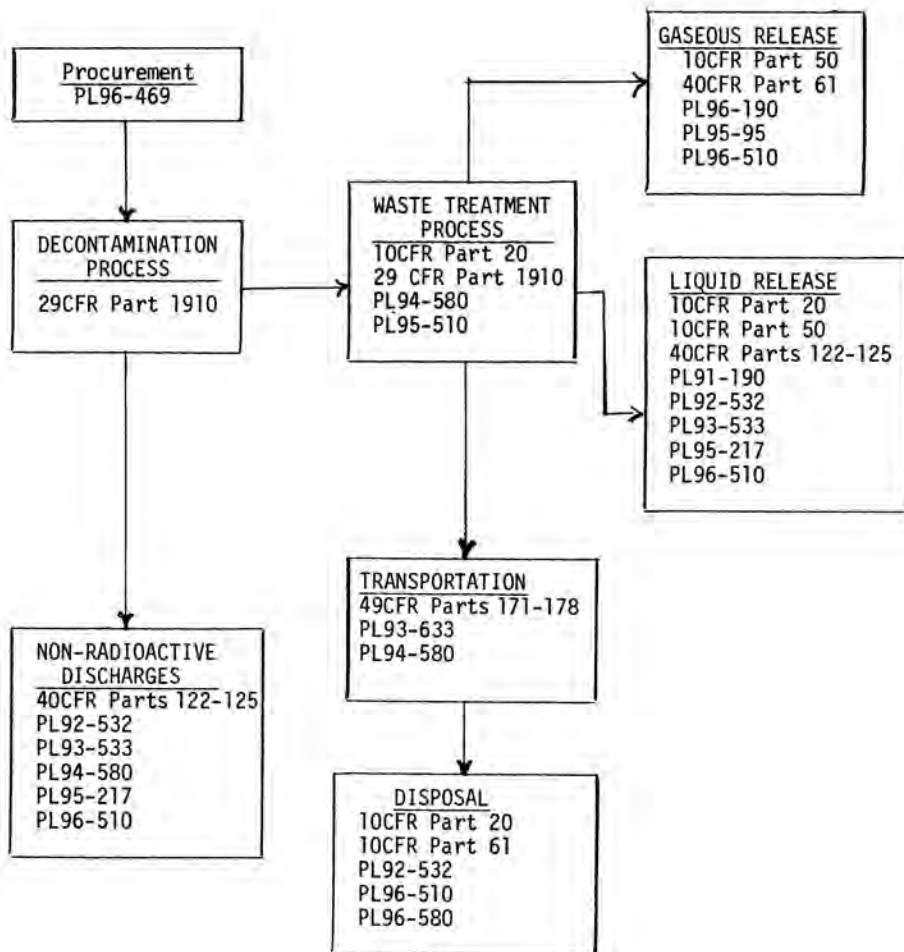 Procurement
PL96-469
DECONTAMINATION
PROCESS
29CFR Part 1910
NON-RADIOACTIVE
DISCHARGES
40CFR Parts 122-125
PL92-532
PL93-533
PL94-580
PL95-217
PL96-510
WASTE TREATMENT
PROCESS
10CFR Part 20
29 CFR Part 1910
PL94-580
PL95-510
TRANSPORTATION
49CFR Parts 171-178
PL93-633
PL94-580
DISPOSAL
10CFR Part 20
10CFR Part 61
PL92-532
PL96-510
PL96-580
GASEOUS RELEASE
10CFR Part 50
40CFR Part 61
PL96-190
PL95-95
PL96-510
LIQUID RELEASE
10CFR Part 20
10CFR Part 50
40CFR Parts 122-125
PL91-190
PL92-532
PL93-533
PL95-217
PL96-510